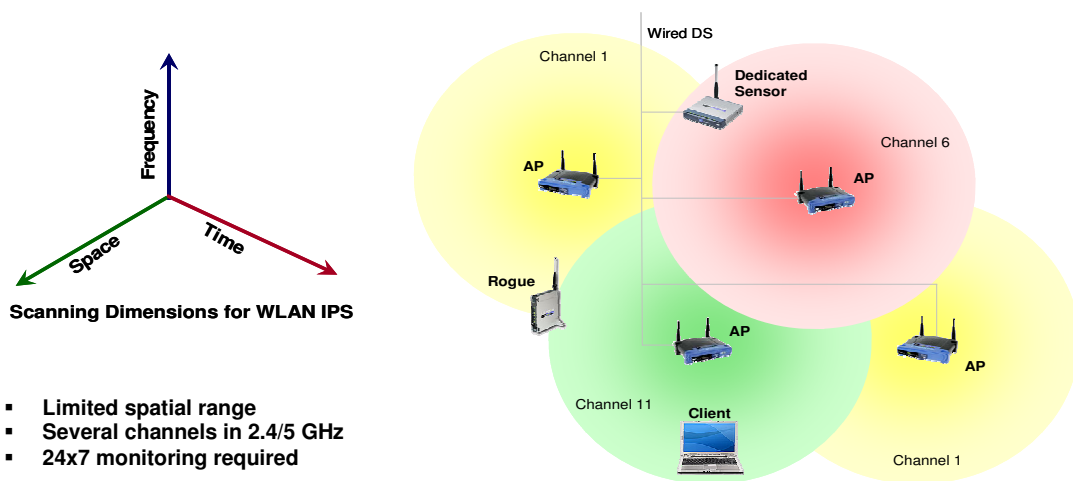 Frequency
Space
Time
Scanning Dimensions for WLAN IPS
▪ Limited spatial range
▪ Several channels in 2.4/5 GHz
▪ 24x7 monitoring required
Wired DS
Channel 1
Dedicated
Sensor
Channel 6
AP
AP
Rogue
AP
AP
Channel 11
Client
Channel 1